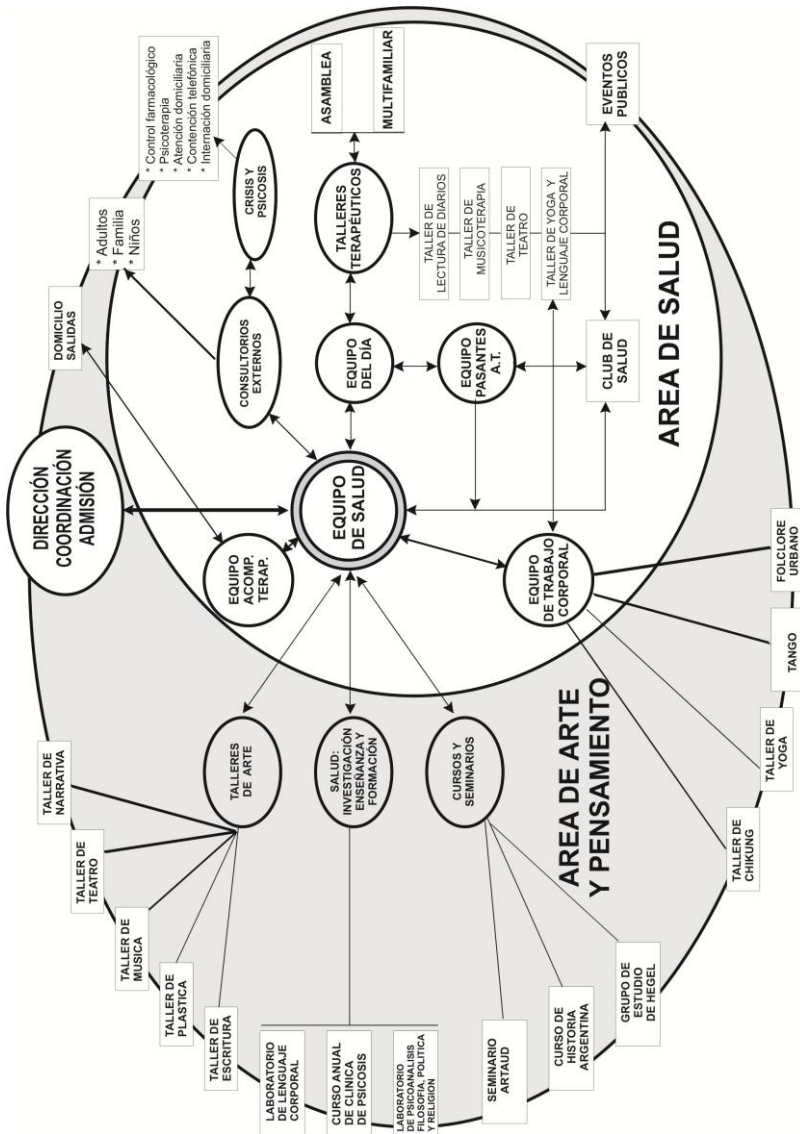 DIRECCIÓN
COORDINACIÓN
ADMISIÓN
DOMICILIO
SALIDAS
* Adultos
* Familia
* Niños
* Control farmacológico
* Psicoterapia
* Atención domiciliaria
* Contención telefónica
* Internación domiciliaria
EQUIPO
ACOMP.
TERAP.
CONSULTORIOS
EXTERNOS
CRISIS Y
PSICOSIS
EQUIPO
DE SALUD
EQUIPO
DEL DÍA
TALLERES
TERAPÉUTICOS
ASAMBLEA
MULTIFAMILIAR
EQUIPO
PASANTES
A.T.
TALLER DE
LECTURA DE DIARIOS
TALLER DE
MUSICOTERAPIA
TALLER DE
TEATRO
TALLER DE YOGA Y
LENGUAJE CORPORAL
CLUB DE
SALUD
EVENTOS
PUBLICOS
AREA DE SALUD
EQUIPO
DE TRABAJO
CORPORAL
TALLER DE
CHIKUNG
TALLER DE
YOGA
TANGO
FOLCLORE
URBANO
AREA DE ARTE
Y PENSAMIENTO
TALLERES
DE ARTE
TALLER DE
NARRATIVA
TALLER DE
TEATRO
TALLER DE
MUSICA
TALLER DE
PLASTICA
TALLER DE
ESCRITURA
SALUD:
INVESTIGACIÓN
ENSEÑANZA Y
FORMACIÓN
LABORATORIO
DE LENGUAJE
CORPORAL
CURSO ANUAL
DE CLINICA
DE PSICOSIS
LABORATORIO
DE PSICOANALISIS
FILOSOFIA, POLITICA
Y RELIGION
CURSOS Y
SEMINARIOS
SEMINARIO
ARTAUD
CURSO DE
HISTORIA
ARGENTINA
GRUPO DE
ESTUDIO
DE HEGEL